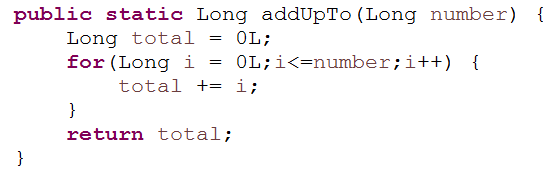 public static Long addUpTo(Long number) {
    Long total = 0L;
    for(Long i = 0L;i<=number;i++) {
        total += i;
    }
    return total;
}